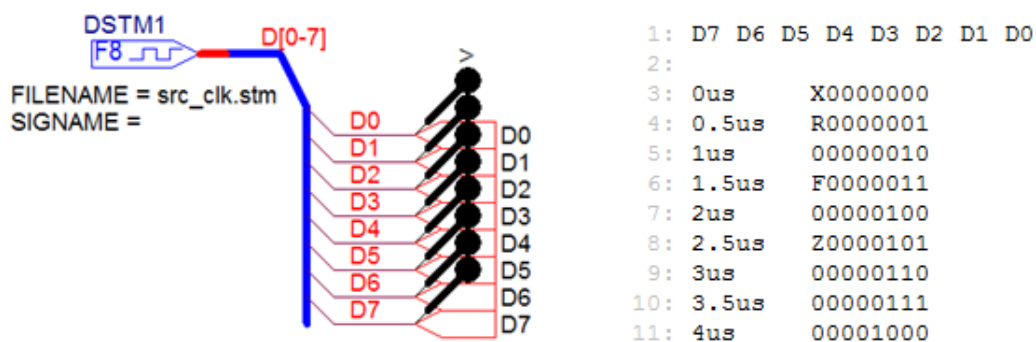 DSTM1
F8
D[0-7]
FILENAME = src_clk.stm
SIGNAME =
>
D0
D1
D2
D3
D4
D5
D6
D7
D0
D1
D2
D3
D4
D5
D6
D7
1: D7 D6 D5 D4 D3 D2 D1 D0
2:
3: 0us X0000000
4: 0.5us R0000001
5: 1us 00000010
6: 1.5us F0000011
7: 2us 00000100
8: 2.5us Z0000101
9: 3us 00000110
10: 3.5us 00000111
11: 4us 00001000